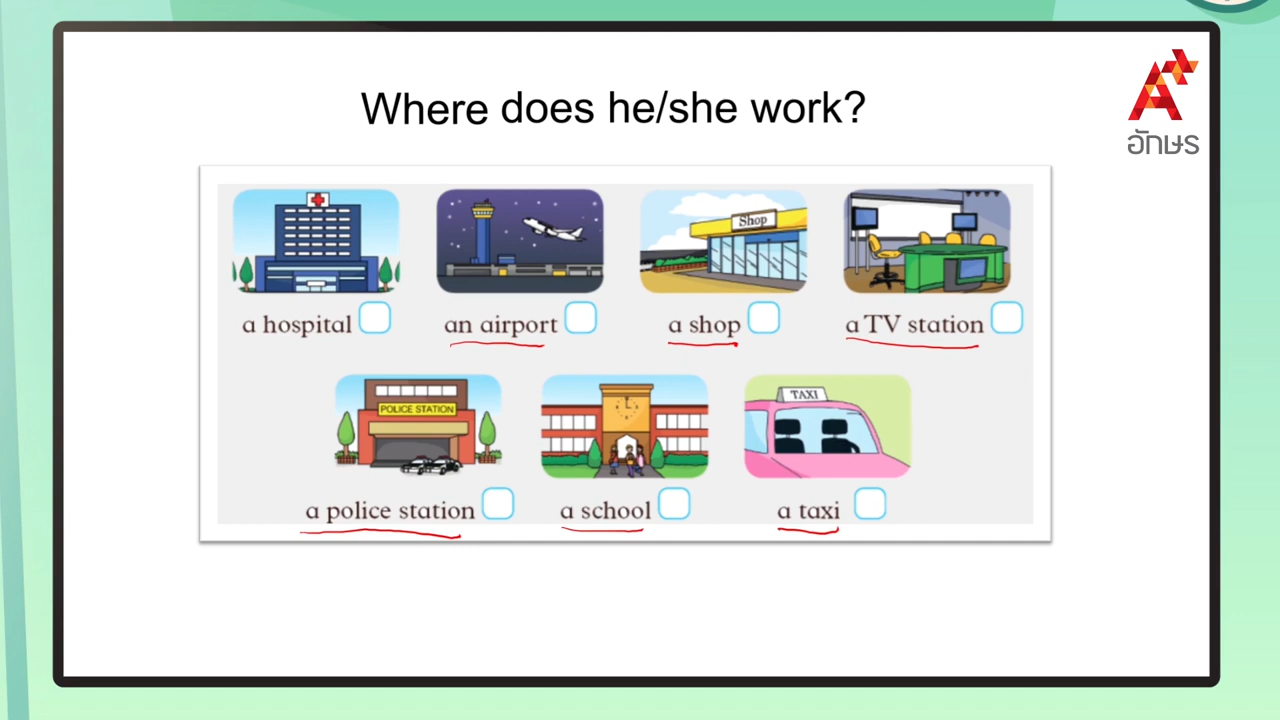 Where does he/she work?
อักษร
Shop
a hospital
an airport
a shop
a TV station
POLICE STATION
TAXI
a police station
a school
a taxi